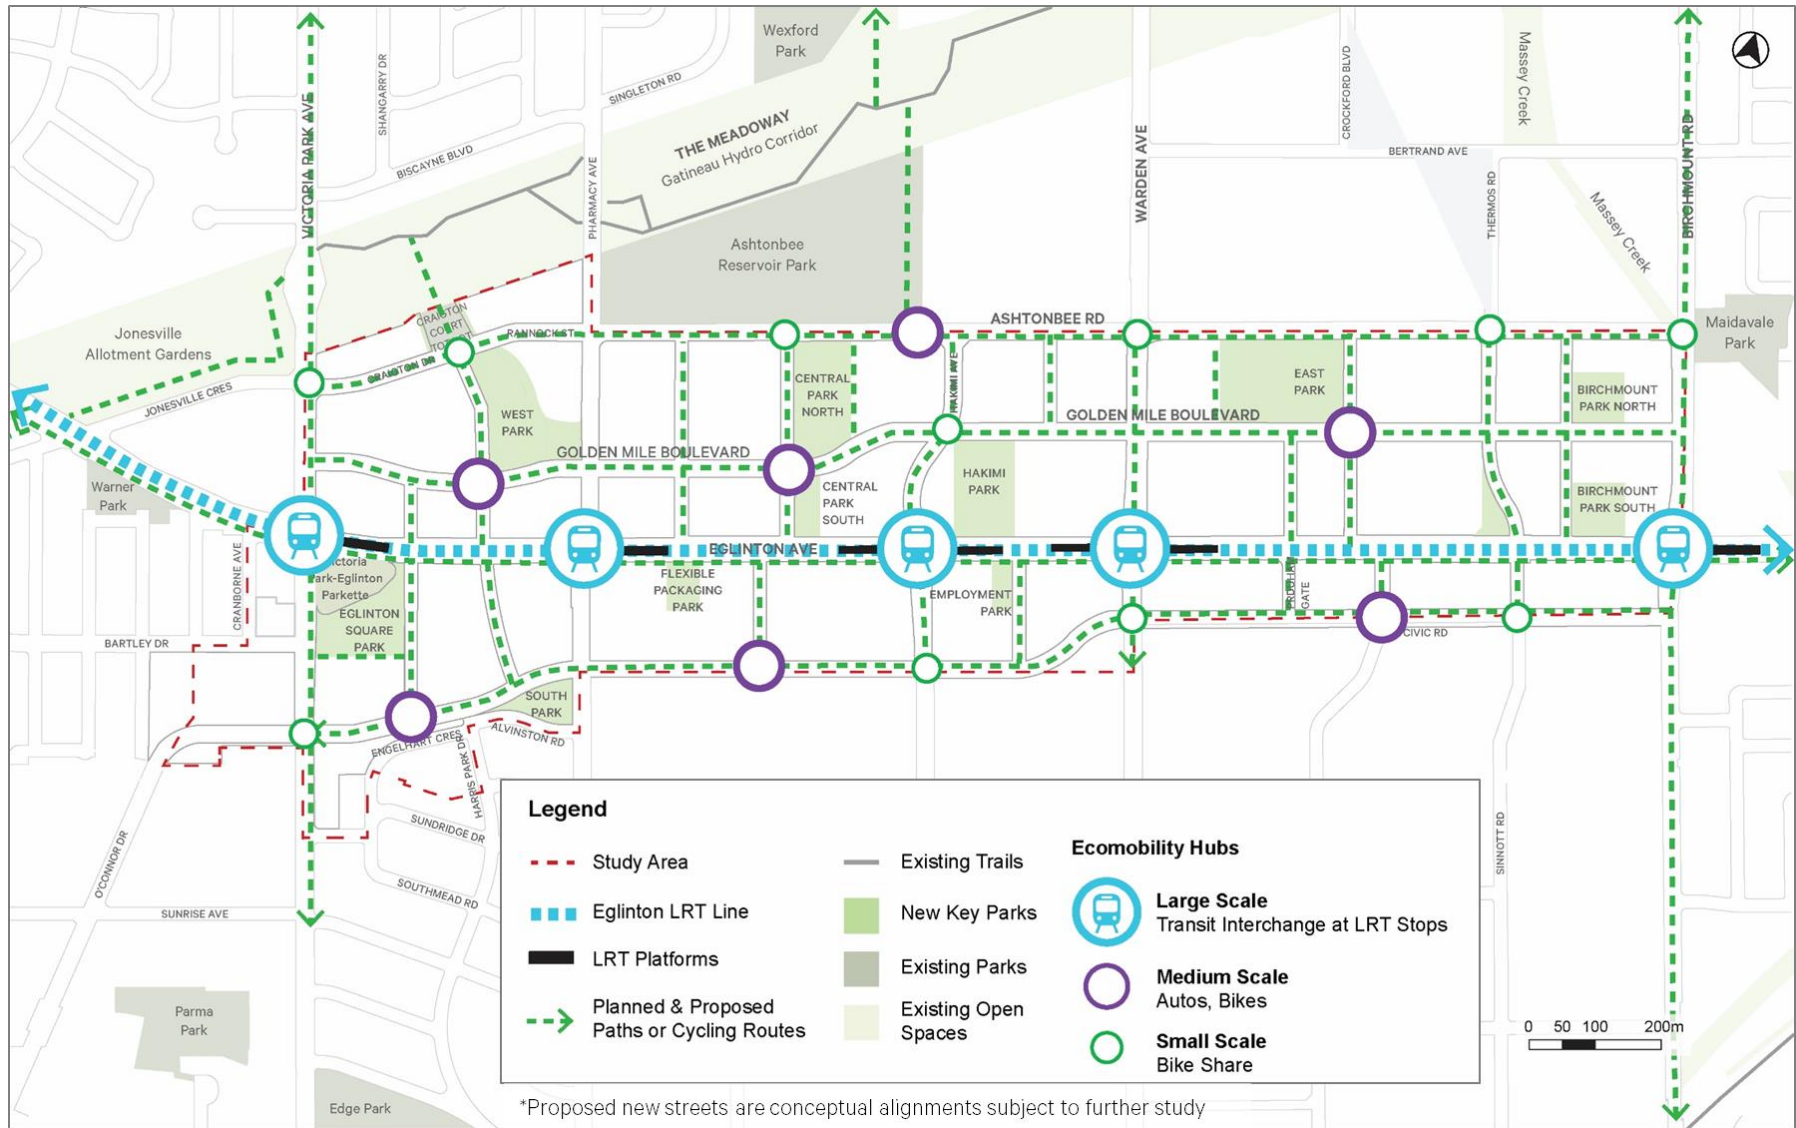 Wexford
Park
SHANGARRY DR
SINGLETON RD
CROCKFORD BLVD
Massey Creek
VICTORIA PARK AVE
BISCAYNE BLVD
THE MEADOWAY
Gatineau Hydro Corridor
PHARMACY AVE
WARDEN AVE
BERTRAND AVE
THERMOS RD
BIRCHMOUNT RD
Massey Creek
Ashtonbee
Reservoir Park
Jonesville
Allotment Gardens
JONESVILLE CRES
CRAIGTON
COURT
CRAIGTON DR
RANNOCK ST
ASHTONBEE RD
Maidavale
Park
WEST
PARK
CENTRAL
PARK
NORTH
HAKIMI AVE
EAST
PARK
BIRCHMOUNT
PARK NORTH
GOLDEN MILE BOULEVARD
GOLDEN MILE BOULEVARD
Warner
Park
CENTRAL
PARK
SOUTH
HAKIMI
PARK
BIRCHMOUNT
PARK SOUTH
EGLINTON AVE
CRANBORNE AVE
Victoria
Park-Eglinton
Parkette
EGLINTON
SQUARE
PARK
FLEXIBLE
PACKAGING
PARK
EMPLOYMENT
PARK
GATE
CIVIC RD
BARTLEY DR
SOUTH
PARK
ENGELHART CRES
ALVINSTON RD
HARRIS PARK DR
SUNDRIDGE DR
O'CONNOR DR
SOUTHMEAD RD
SUNRISE AVE
SINNOTT RD
Parma
Park
Edge Park
Legend
Study Area
Eglinton LRT Line
LRT Platforms
Planned & Proposed
Paths or Cycling Routes
Existing Trails
New Key Parks
Existing Parks
Existing Open
Spaces
Ecomobility Hubs
Large Scale
Transit Interchange at LRT Stops
Medium Scale
Autos, Bikes
Small Scale
Bike Share
0 50 100 200m
*Proposed new streets are conceptual alignments subject to further study